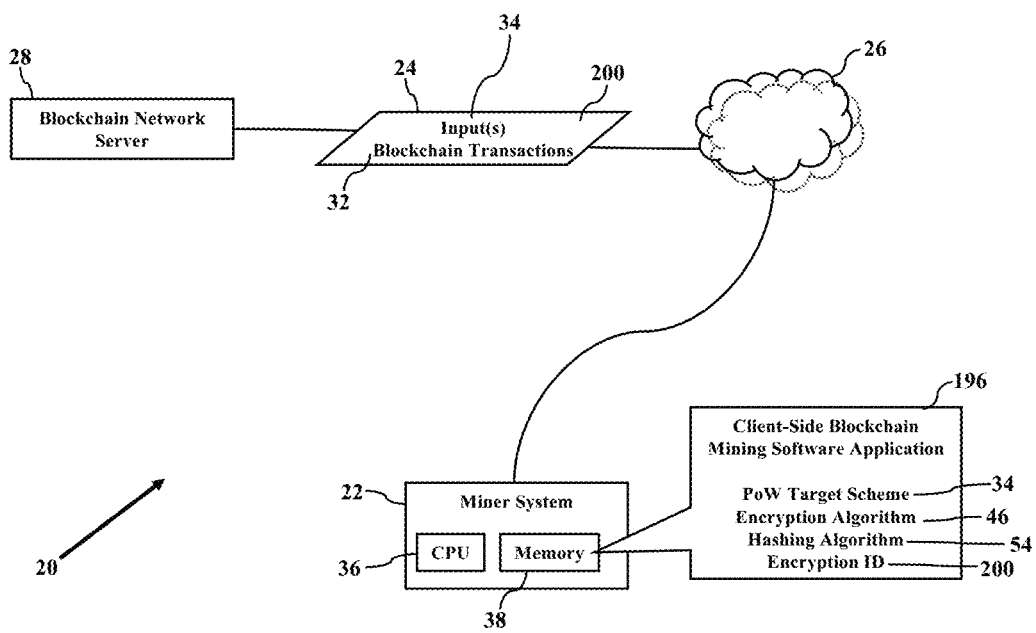 34
28
24
200
26
Blockchain Network
Server
Input(s)
Blockchain Transactions
32
196
Client-Side Blockchain
Mining Software Application
22
Miner System
PoW Target Scheme
34
Encryption Algorithm
46
CPU
Memory
Hashing Algorithm
54
36
Encryption ID
200
20
38